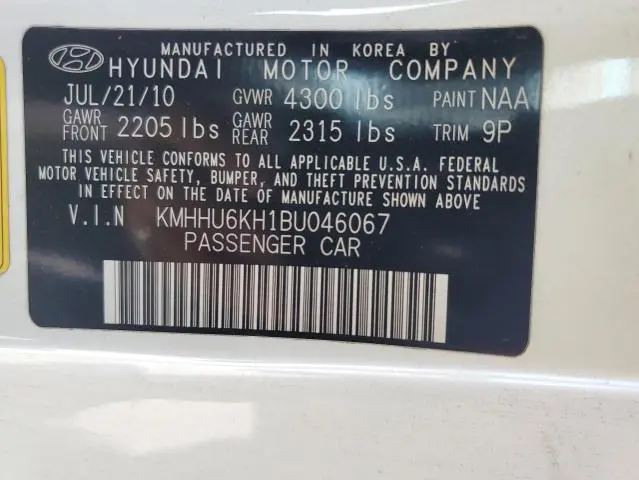 MANUFACTURED IN KOREA BY
HYUNDAI MOTOR COMPANY
JUL/21/10 GVWR 4300 lbs PAINT NAA
GAWR FRONT 2205 lbs GAWR REAR 2315 lbs TRIM 9P
THIS VEHICLE CONFORMS TO ALL APPLICABLE U.S.A. FEDERAL
MOTOR VEHICLE SAFETY, BUMPER, AND THEFT PREVENTION STANDARDS
IN EFFECT ON THE DATE OF MANUFACTURE SHOWN ABOVE.
V.I.N KMHHU6KH1BU046067
PASSENGER CAR